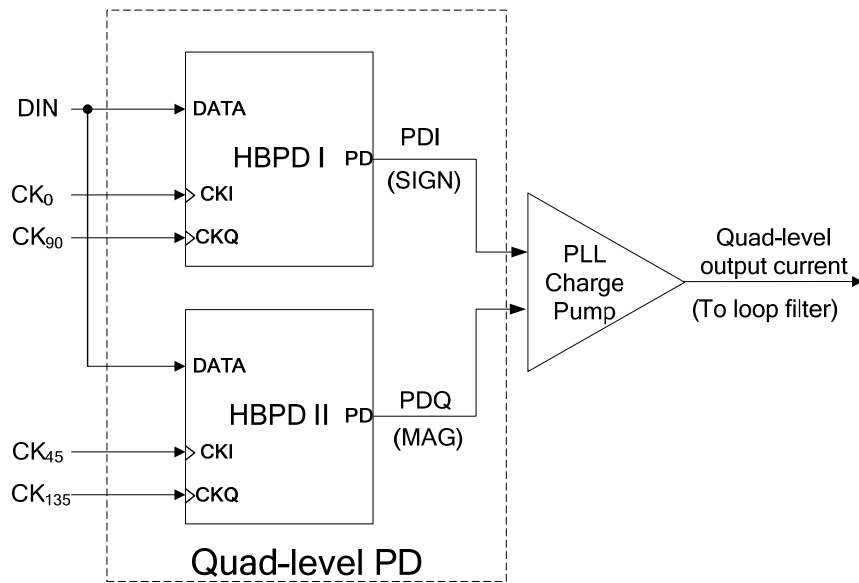 DIN
DATA
HBPD I
PD
PDI
(SIGN)
CK₀
CKI
CK₉₀
CKQ
PLL
Charge
Pump
Quad-level
output current
(To loop filter)
DATA
HBPD II
PD
PDQ
(MAG)
CK₄₅
CKI
CK₁₃₅
CKQ
Quad-level PD